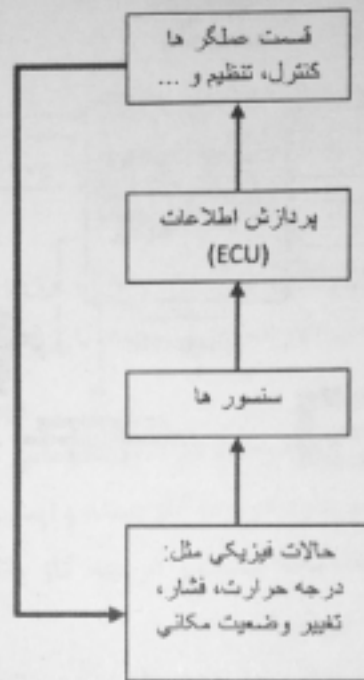 قسمت عملگر ها
کنترل، تنظیم و ...
پردازش اطلاعات
(ECU)
سنسور ها
حالات فیزیکی مثل:
درجه حرارت، فشار،
تغییر وضعیت مکانی